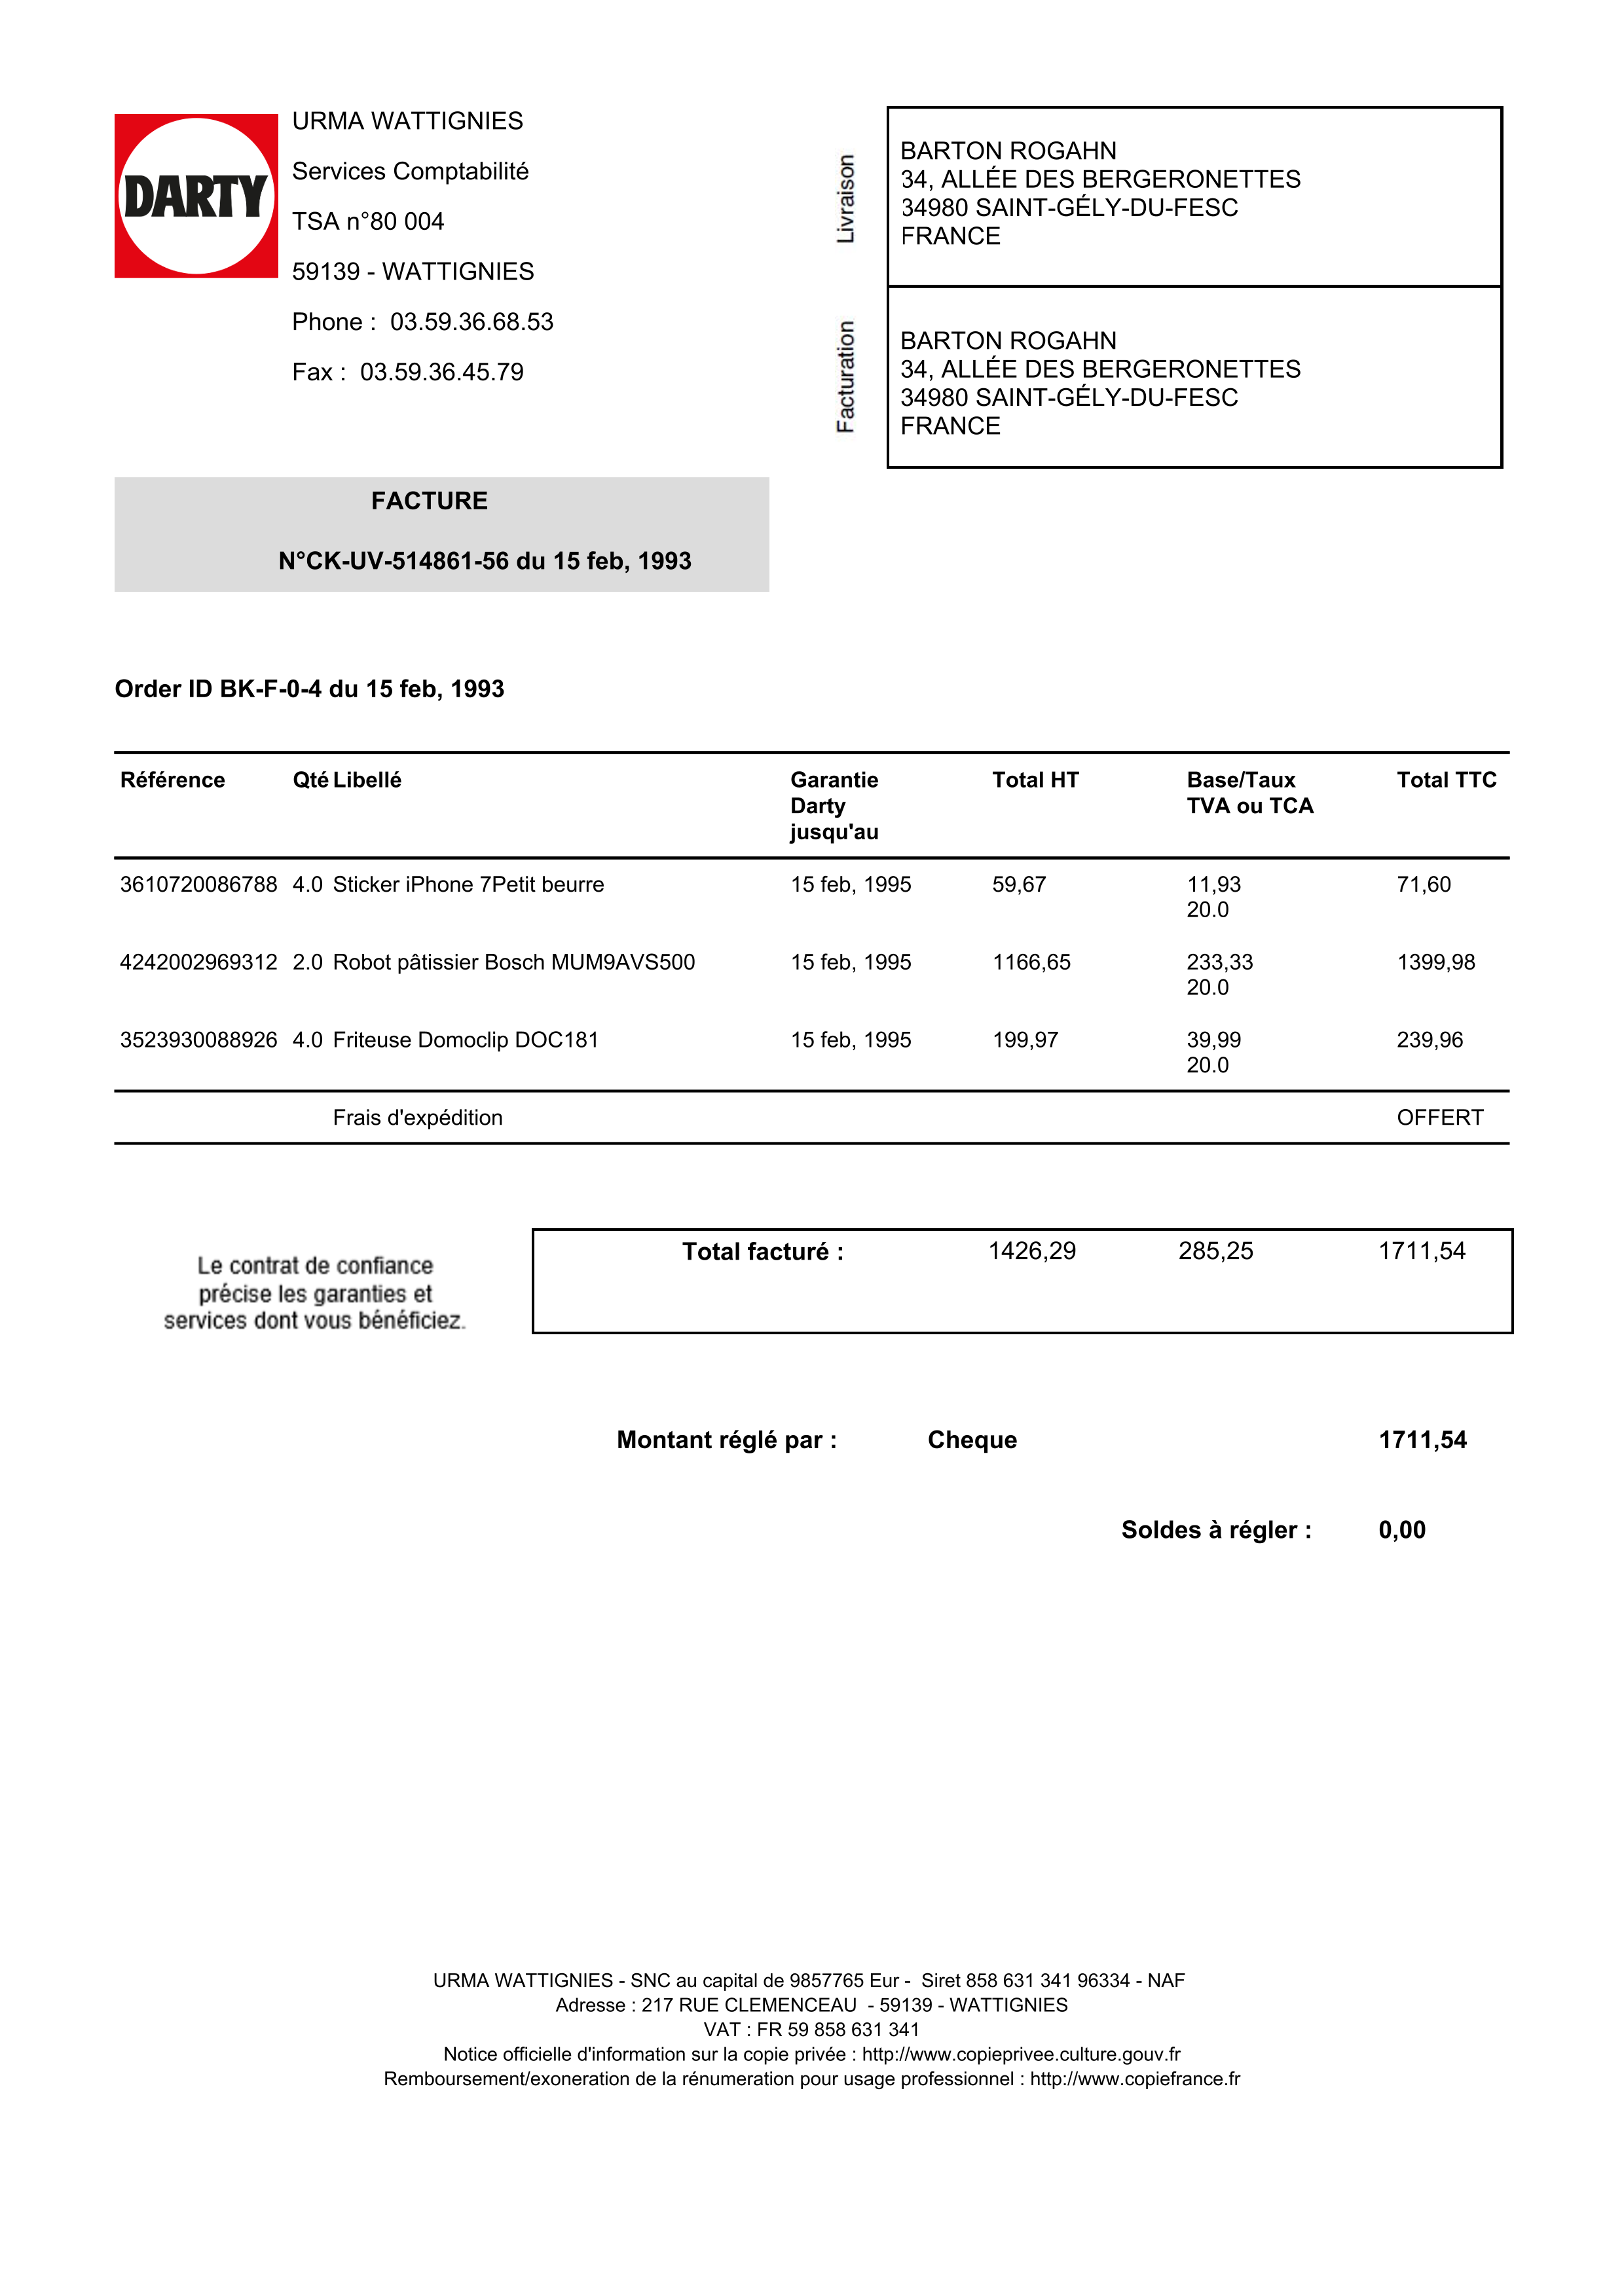 DARTY
URMA WATTIGNIES
Services Comptabilité
TSA n°80 004
59139 - WATTIGNIES
Phone :  03.59.36.68.53
Fax :  03.59.36.45.79
Livraison
BARTON ROGAHN
34, ALLÉE DES BERGERONETTES
34980 SAINT-GÉLY-DU-FESC
FRANCE
Facturation
BARTON ROGAHN
34, ALLÉE DES BERGERONETTES
34980 SAINT-GÉLY-DU-FESC
FRANCE
FACTURE
N°CK-UV-514861-56 du 15 feb, 1993
Order ID BK-F-0-4 du 15 feb, 1993
Référence Qté Libellé Garantie Total HT Base/Taux Total TTC
Darty TVA ou TCA
jusqu'au
3610720086788 4.0 Sticker iPhone 7Petit beurre 15 feb, 1995 59,67 11,93 71,60
20.0
4242002969312 2.0 Robot pâtissier Bosch MUM9AVS500 15 feb, 1995 1166,65 233,33 1399,98
20.0
3523930088926 4.0 Friteuse Domoclip DOC181 15 feb, 1995 199,97 39,99 239,96
20.0
Frais d'expédition OFFERT
Le contrat de confiance
précise les garanties et
services dont vous bénéficiez.
Total facturé : 1426,29 285,25 1711,54
Montant réglé par : Cheque 1711,54
Soldes à régler : 0,00
URMA WATTIGNIES - SNC au capital de 9857765 Eur -  Siret 858 631 341 96334 - NAF
Adresse : 217 RUE CLEMENCEAU  - 59139 - WATTIGNIES
VAT : FR 59 858 631 341
Notice officielle d'information sur la copie privée : http://www.copieprivee.culture.gouv.fr
Remboursement/exoneration de la rénumeration pour usage professionnel : http://www.copiefrance.fr